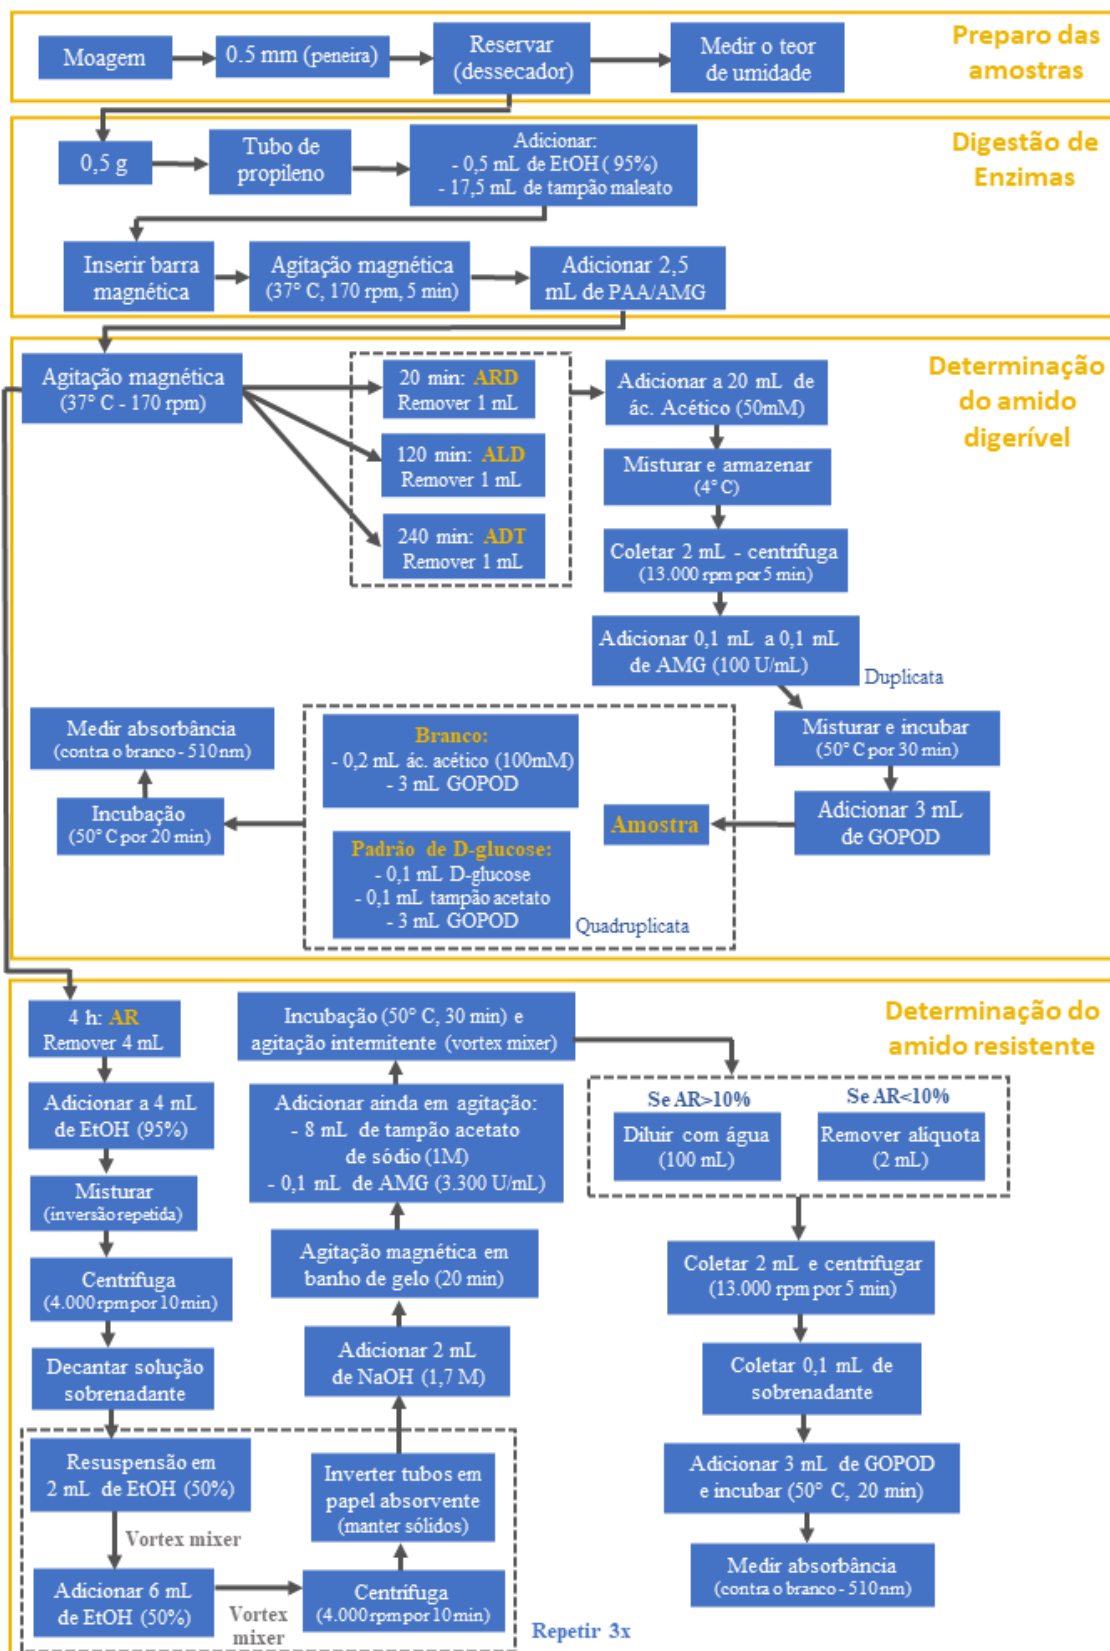 Preparo das
amostras
Moagem
0.5 mm (peneira)
Reservar
(dessecador)
Medir o teor
de umidade
Digestão de
Enzimas
0,5 g
Tubo de
propileno
Adicionar:
- 0,5 mL de EtOH ( 95%)
- 17,5 mL de tampão maleato
Inserir barra
magnética
Agitação magnética
(37° C, 170 rpm, 5 min)
Adicionar 2,5
mL de PAA/AMG
Determinação
do amido
digerível
Agitação magnética
(37° C - 170 rpm)
20 min: ARD
Remover 1 mL
120 min: ALD
Remover 1 mL
240 min: ADT
Remover 1 mL
Adicionar a 20 mL de
ác. Acético (50mM)
Misturar e armazenar
(4° C)
Coletar 2 mL - centrifuga
(13.000 rpm por 5 min)
Adicionar 0,1 mL a 0,1 mL
de AMG (100 U/mL)
Duplicata
Misturar e incubar
(50° C por 30 min)
Adicionar 3 mL
de GOPOD
Amostra
Branco:
- 0,2 mL ác. acético (100mM)
- 3 mL GOPOD
Padrão de D-glucose:
- 0,1 mL D-glucose
- 0,1 mL tampão acetato
- 3 mL GOPOD
Quadruplicata
Incubação
(50° C por 20 min)
Medir absorbância
(contra o branco - 510 nm)
Determinação do
amido resistente
4 h: AR
Remover 4 mL
Adicionar a 4 mL
de EtOH (95%)
Misturar
(inversão repetida)
Centrífuga
(4.000 rpm por 10 min)
Decantar solução
sobrenadante
Resuspensão em
2 mL de EtOH (50%)
Vortex mixer
Adicionar 6 mL
de EtOH (50%)
Vortex
mixer
Centrífuga
(4.000 rpm por 10 min)
Inverter tubos em
papel absorvente
(manter sólidos)
Repetir 3x
Adicionar 2 mL
de NaOH (1,7 M)
Agitação magnética em
banho de gelo (20 min)
Adicionar ainda em agitação:
- 8 mL de tampão acetato
de sódio (1M)
- 0,1 mL de AMG (3.300 U/mL)
Incubação (50° C, 30 min) e
agitação intermitente (vortex mixer)
Se AR>10%
Diluir com água
(100 mL)
Se AR<10%
Remover alíquota
(2 mL)
Coletar 2 mL e centrifugar
(13.000 rpm por 5 min)
Coletar 0,1 mL de
sobrenadante
Adicionar 3 mL de GOPOD
e incubar (50° C, 20 min)
Medir absorbância
(contra o branco - 510 nm)